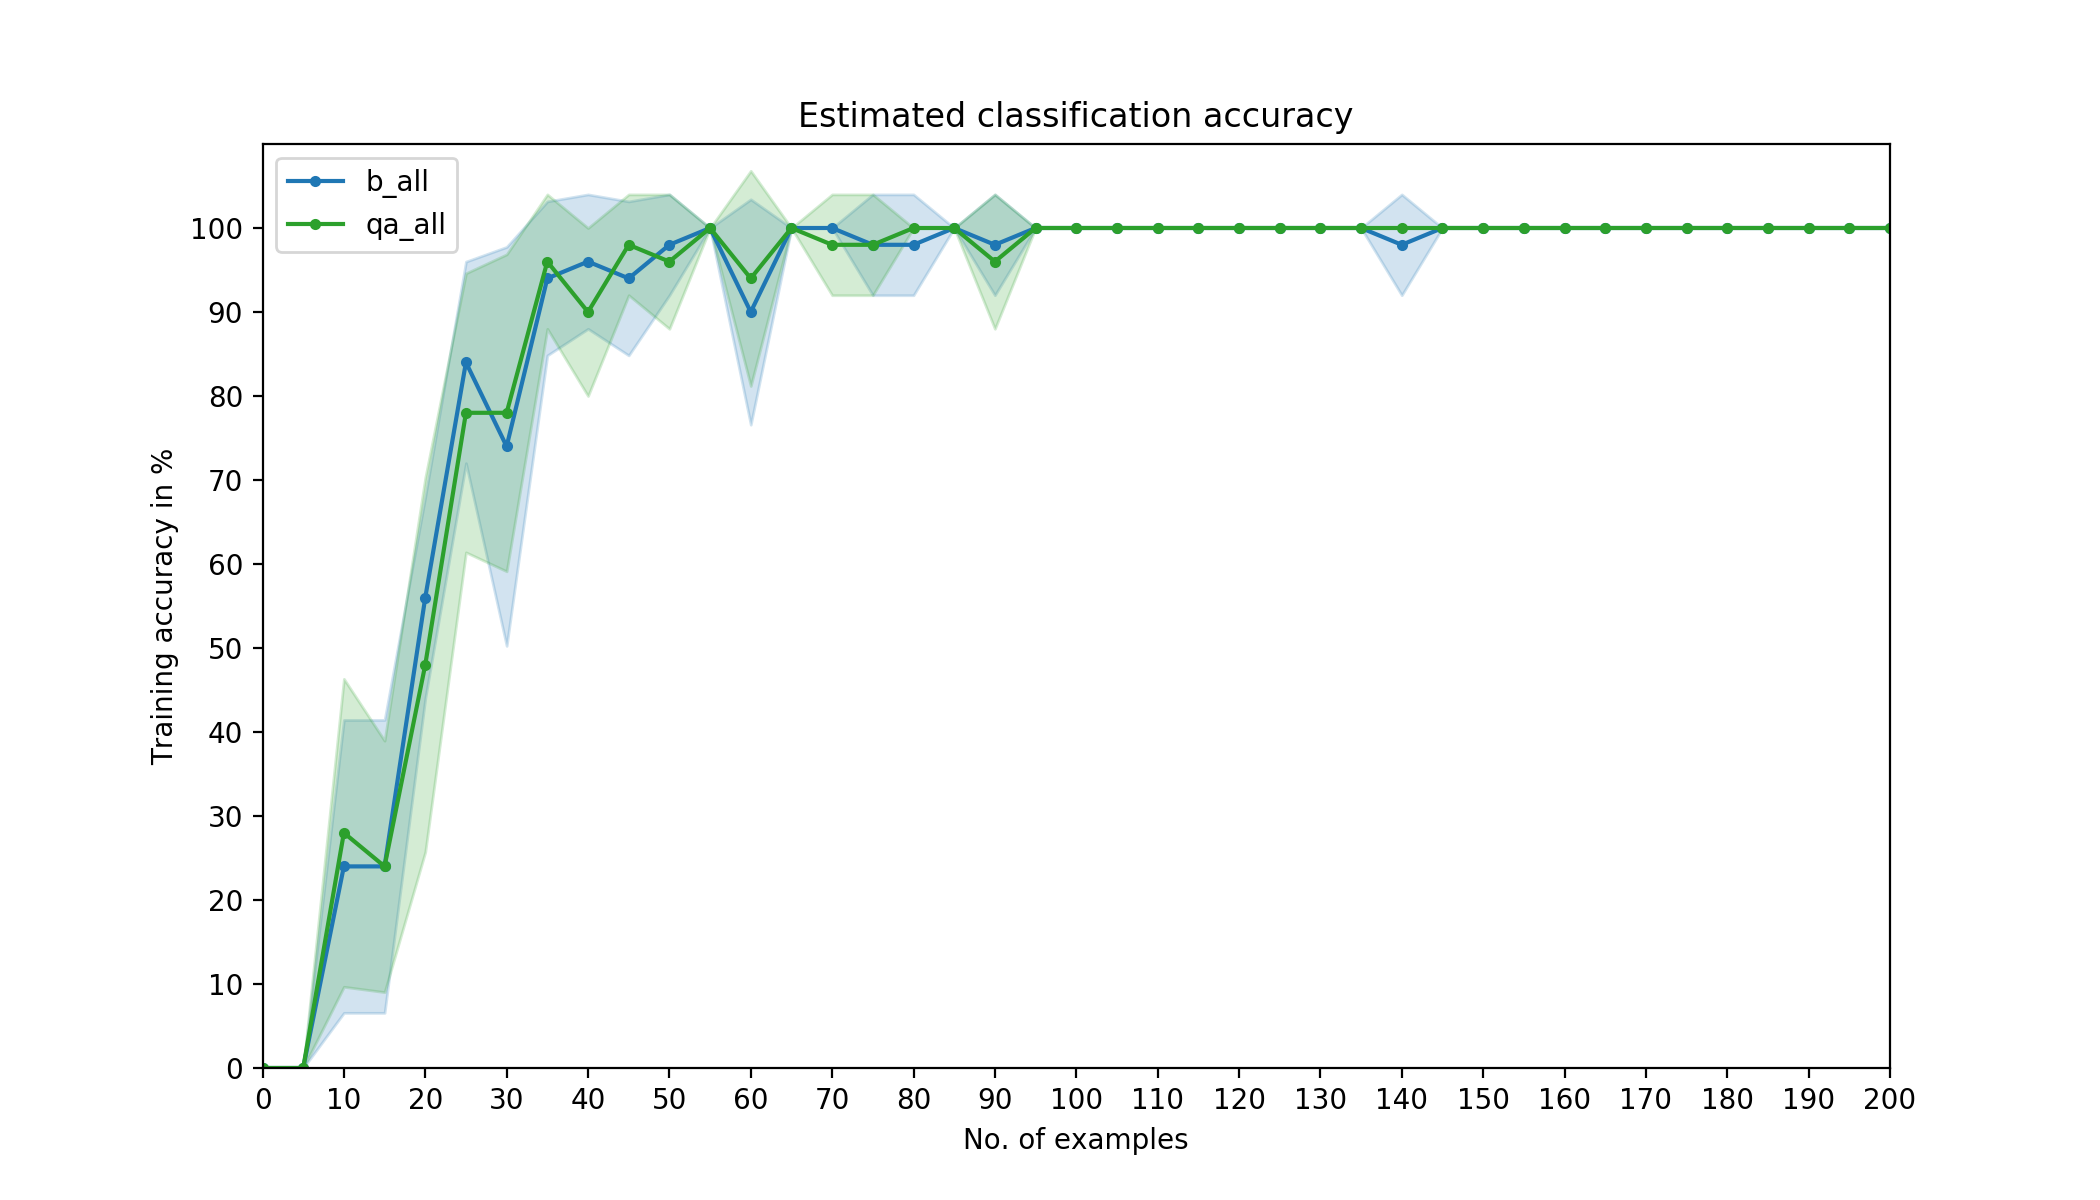 Estimated classification accuracy
b_all
qa_all
100
90
80
70
60
50
40
30
20
10
0
Training accuracy in %
0 10 20 30 40 50 60 70 80 90 100 110 120 130 140 150 160 170 180 190 200
No. of examples